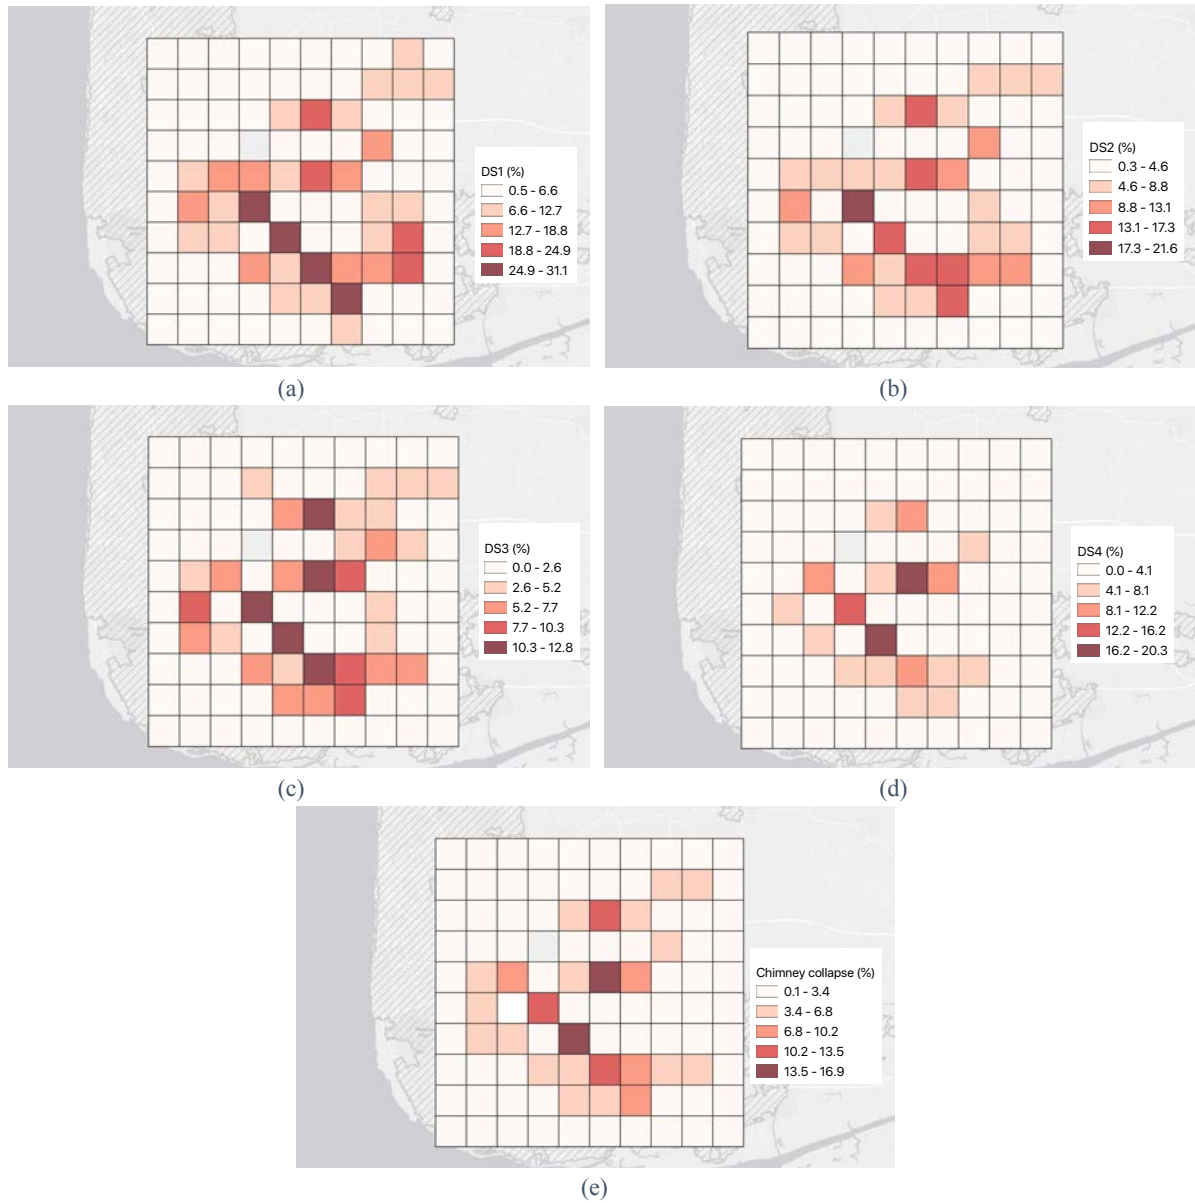 DS1 (%)
0.5 - 6.6
6.6 - 12.7
12.7 - 18.8
18.8 - 24.9
24.9 - 31.1
(a)
DS2 (%)
0.3 - 4.6
4.6 - 8.8
8.8 - 13.1
13.1 - 17.3
17.3 - 21.6
(b)
DS3 (%)
0.0 - 2.6
2.6 - 5.2
5.2 - 7.7
7.7 - 10.3
10.3 - 12.8
(c)
DS4 (%)
0.0 - 4.1
4.1 - 8.1
8.1 - 12.2
12.2 - 16.2
16.2 - 20.3
(d)
Chimney collapse (%)
0.1 - 3.4
3.4 - 6.8
6.8 - 10.2
10.2 - 13.5
13.5 - 16.9
(e)